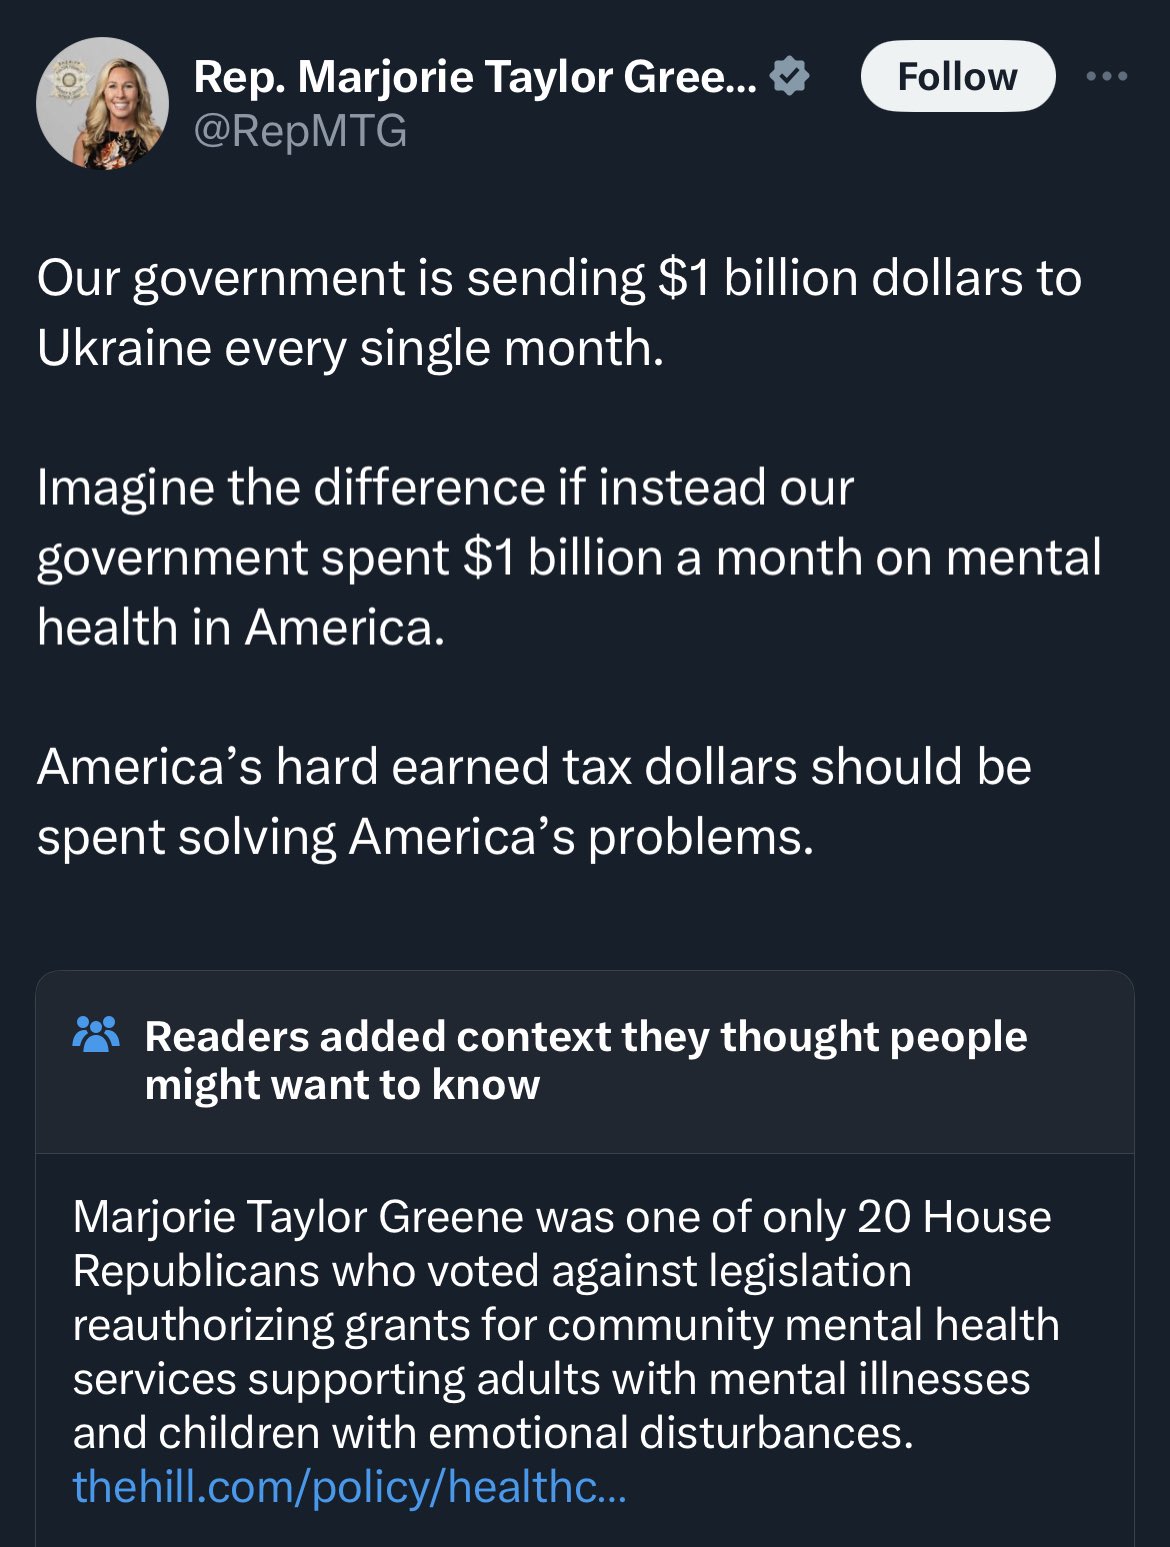 Rep. Marjorie Taylor Gree...
Follow
@RepMTG
Our government is sending $1 billion dollars to
Ukraine every single month.
Imagine the difference if instead our
government spent $1 billion a month on mental
health in America.
America’s hard earned tax dollars should be
spent solving America’s problems.
Readers added context they thought people
might want to know
Marjorie Taylor Greene was one of only 20 House
Republicans who voted against legislation
reauthorizing grants for community mental health
services supporting adults with mental illnesses
and children with emotional disturbances.
thehill.com/policy/healthc...